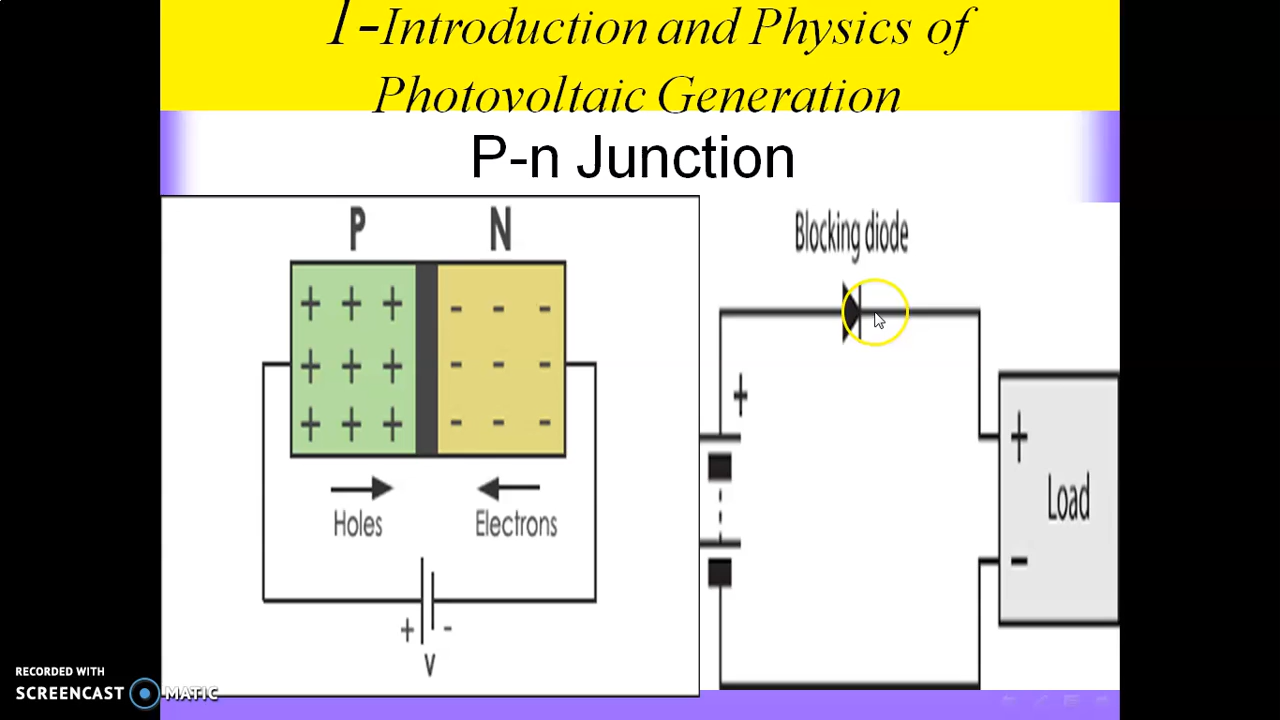 1-Introduction and Physics of
Photovoltaic Generation
P-n Junction
P N
+ + + - - -
+ + + - - -
+ + + - - -
Holes Electrons
+ -
V
Blocking diode
+
+
Load
-
RECORDED WITH
SCREENCAST MATIC